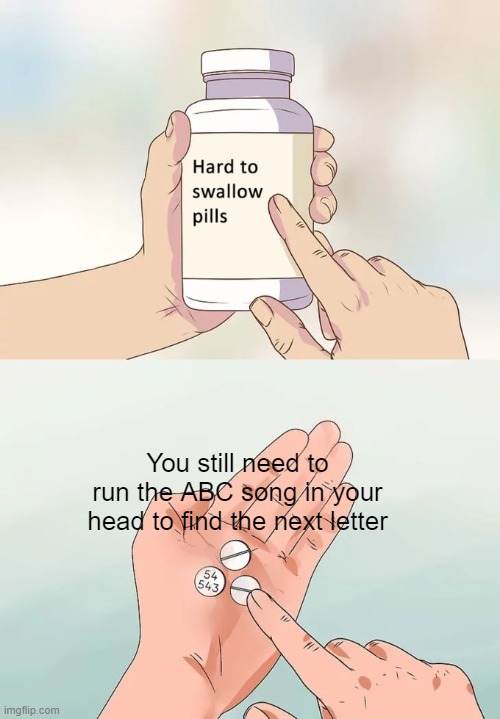 Hard to
swallow
pills
You still need to
run the ABC song in your
head to find the next letter
54
543
imgflip.com